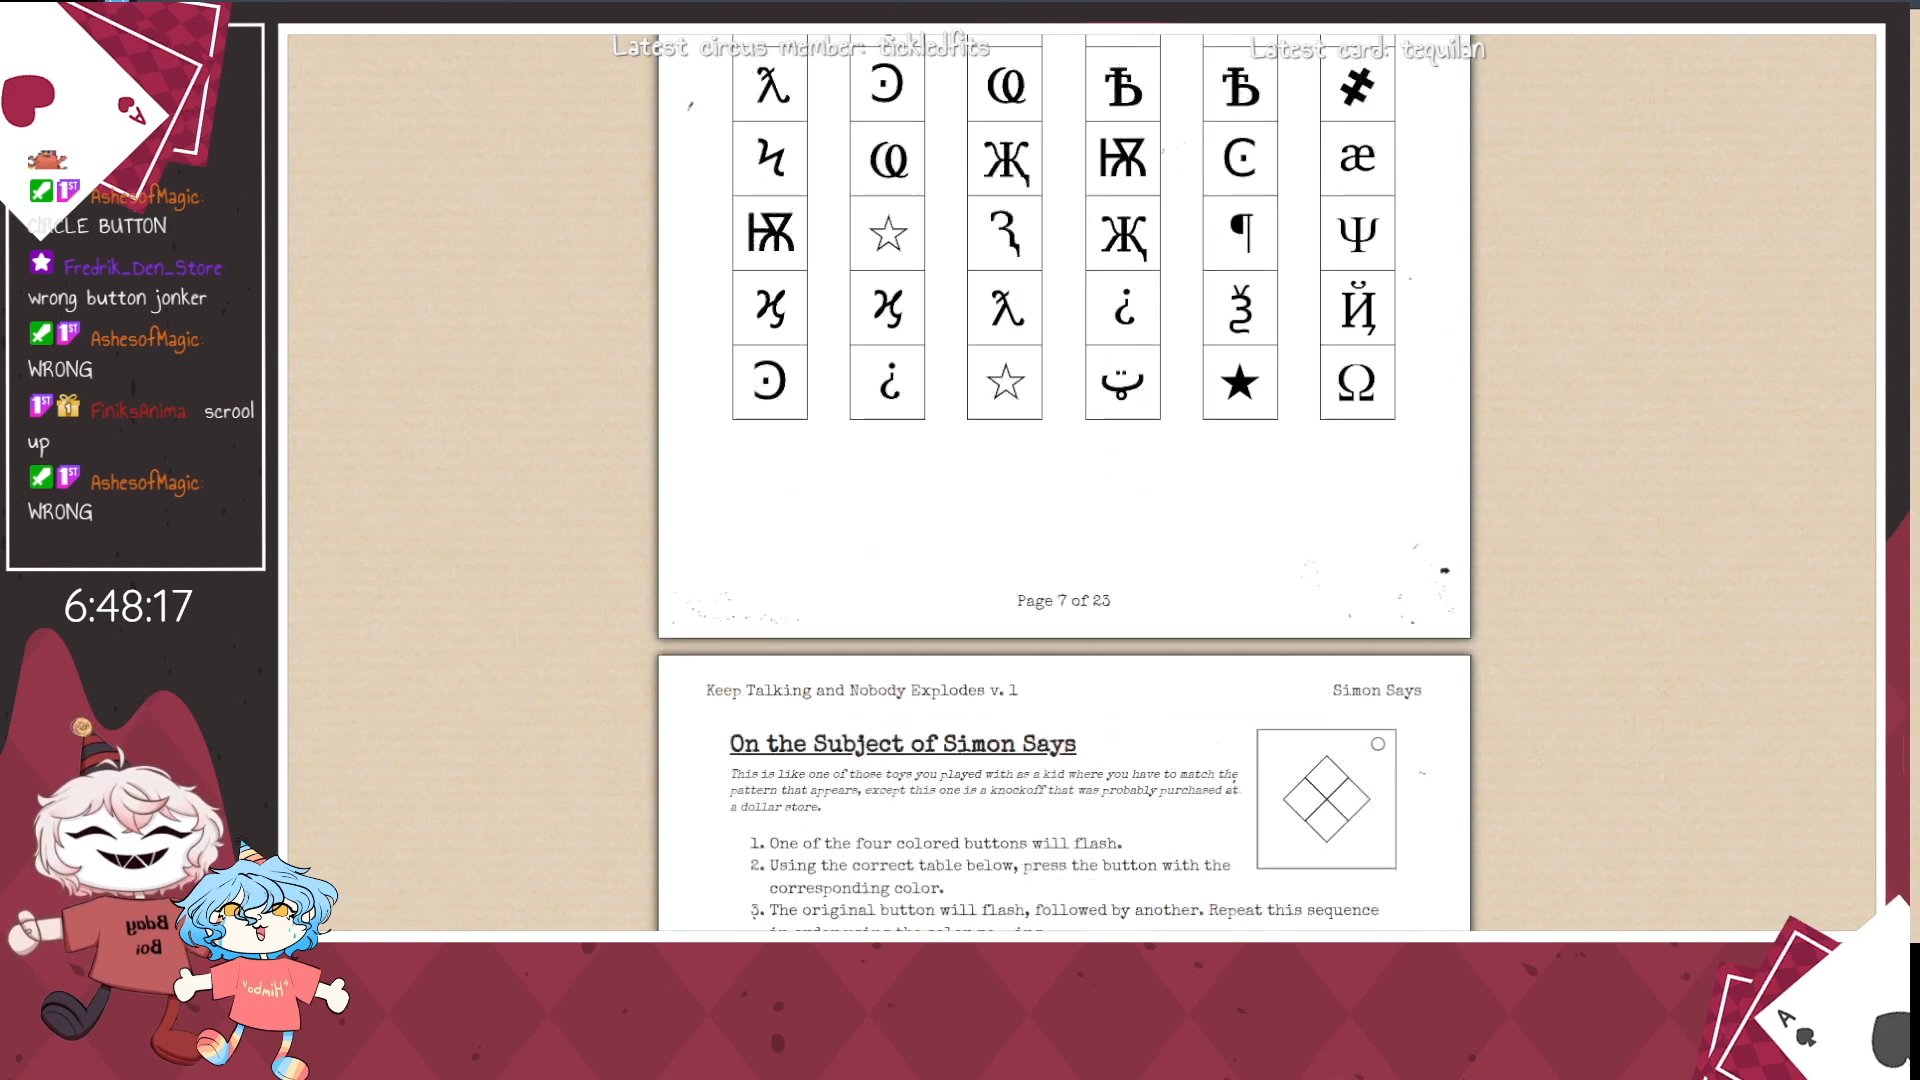 Latest circus member: tickledfits
Latest card: tequilan
A
AshesofMagic:
CIRCLE BUTTON
Fredrik_Den_Store
wrong button jonker
AshesofMagic:
WRONG
FiniksAnima scrool
up
AshesofMagic:
WRONG
6:48:17
ƛ Ͽ Ҩ Ѣ Ѣ ҂
Ϟ Ҩ Җ Ѭ Ͼ æ
Ѭ ☆ Ԇ Җ ¶ Ψ
ϗ ϗ ƛ ¿ Ѯ Ҋ
Ͽ ¿ ☆ ټ ★ Ω
Page 7 of 23
Keep Talking and Nobody Explodes v. 1
Simon Says
On the Subject of Simon Says
This is like one of those toys you played with as a kid where you have to match the
pattern that appears, except this one is a knockoff that was probably purchased at
a dollar store.
1. One of the four colored buttons will flash.
2. Using the correct table below, press the button with the
corresponding color.
3. The original button will flash, followed by another. Repeat this sequence
Bday
Boi
"Himbo"
A